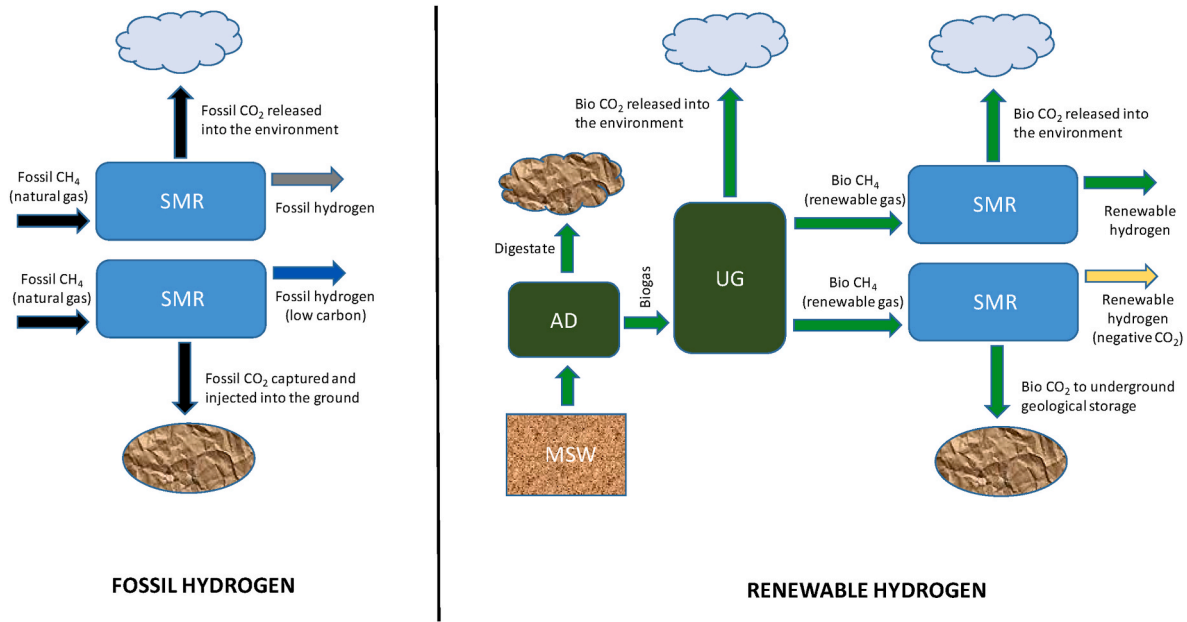 Fossil CO₂ released
into the environment
Fossil CH₄
(natural gas)
SMR
Fossil hydrogen
Fossil CH₄
(natural gas)
SMR
Fossil hydrogen
(low carbon)
Fossil CO₂ captured and
injected into the ground
FOSSIL HYDROGEN
Bio CO₂ released into
the environment
Bio CO₂ released into
the environment
Digestate
AD
Biogas
UG
MSW
Bio CH₄
(renewable gas)
SMR
Renewable
hydrogen
Bio CH₄
(renewable gas)
SMR
Renewable
hydrogen
(negative CO₂)
Bio CO₂ to underground
geological storage
RENEWABLE HYDROGEN